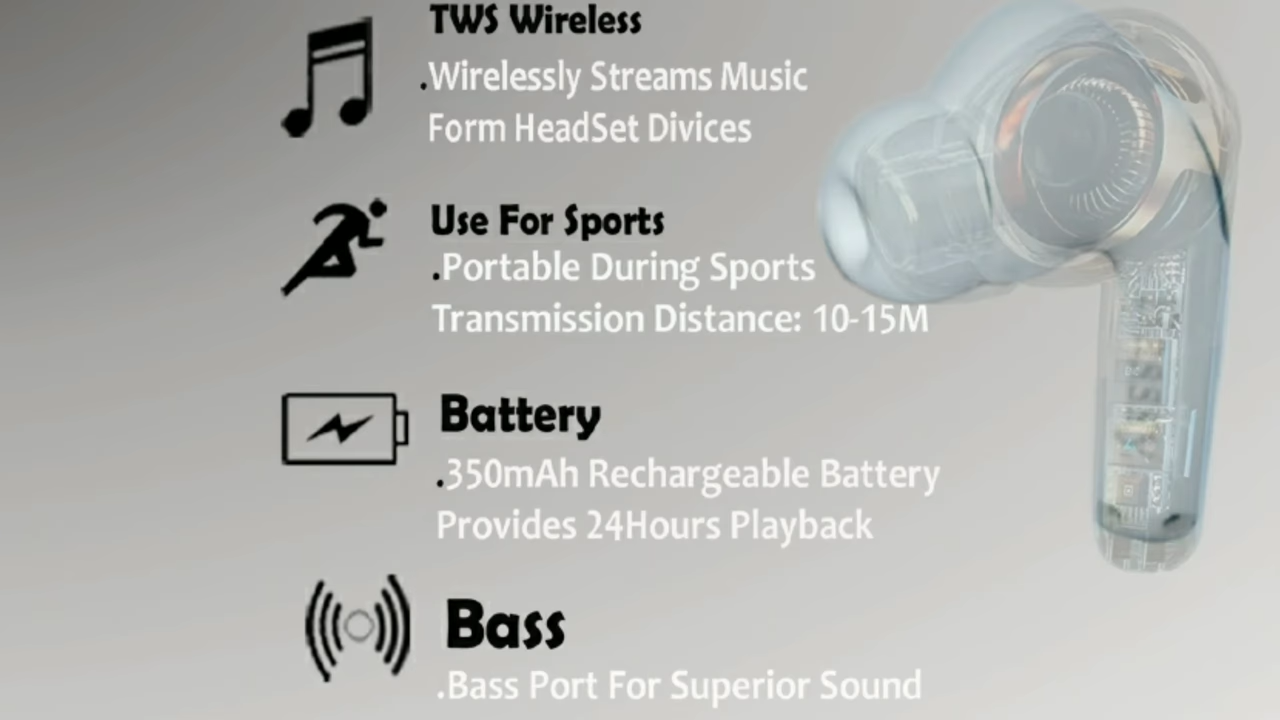 TWS Wireless
.Wirelessly Streams Music
Form HeadSet Divices
Use For Sports
.Portable During Sports
Transmission Distance: 10-15M
Battery
.350mAh Rechargeable Battery
Provides 24Hours Playback
Bass
.Bass Port For Superior Sound